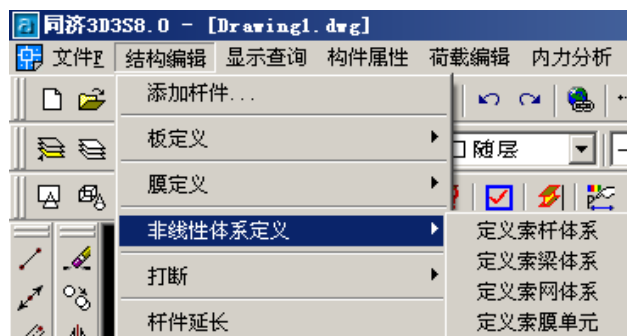 同济3D3S8.0 - [Drawing1.dwg]
文件F 结构编辑 显示查询 构件属性 荷载编辑 内力分析
添加杆件...
板定义
随层
膜定义
非线性体系定义
定义索杆体系
定义索梁体系
打断
定义索网体系
杆件延长
定义索膜单元